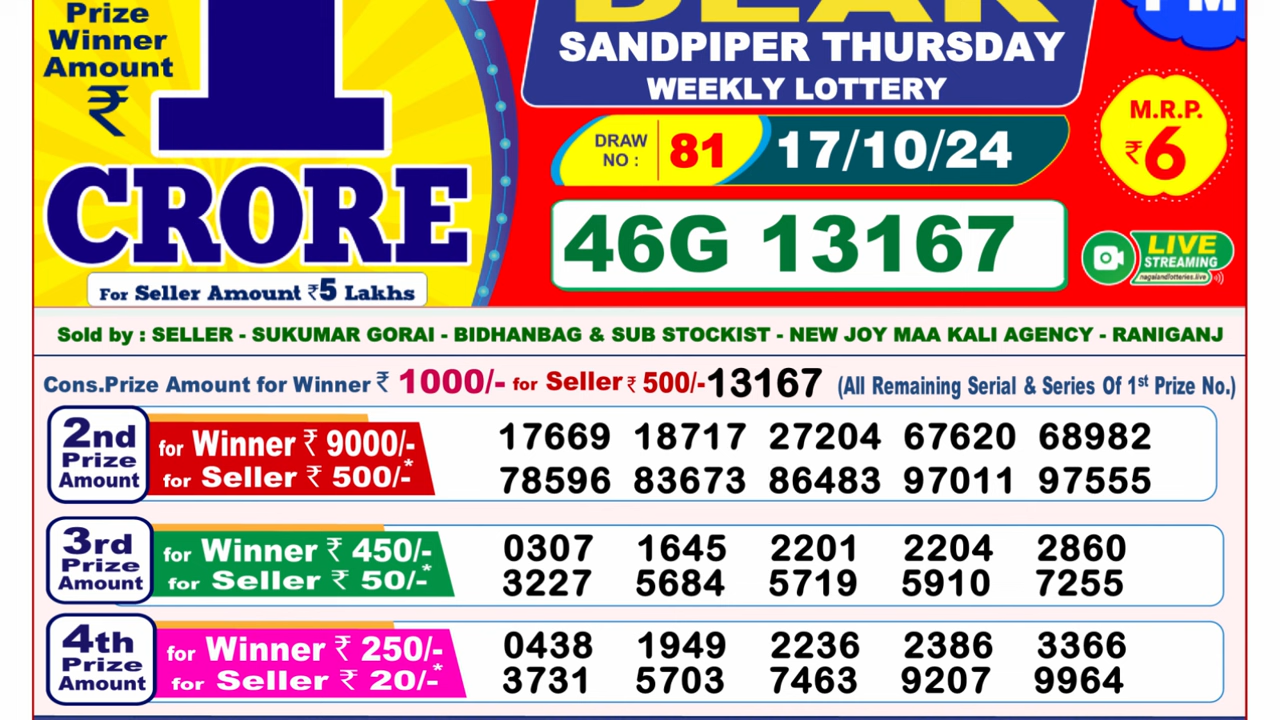 Prize
Winner
Amount
₹
1
CRORE
For Seller Amount ₹5 Lakhs
DEAR
SANDPIPER THURSDAY
WEEKLY LOTTERY
DRAW NO : 81 17/10/24
46G 13167
PM
M.R.P.
₹6
LIVE
STREAMING
nagalandlotteries.live
Sold by : SELLER - SUKUMAR GORAI - BIDHANBAG & SUB STOCKIST - NEW JOY MAA KALI AGENCY - RANIGANJ
Cons.Prize Amount for Winner ₹ 1000/- for Seller ₹ 500/- 13167 (All Remaining Serial & Series Of 1st Prize No.)
2nd
Prize
Amount
for Winner ₹ 9000/-
for Seller ₹ 500/-*
17669 18717 27204 67620 68982
78596 83673 86483 97011 97555
3rd
Prize
Amount
for Winner ₹ 450/-
for Seller ₹ 50/-*
0307 1645 2201 2204 2860
3227 5684 5719 5910 7255
4th
Prize
Amount
for Winner ₹ 250/-
for Seller ₹ 20/-*
0438 1949 2236 2386 3366
3731 5703 7463 9207 9964